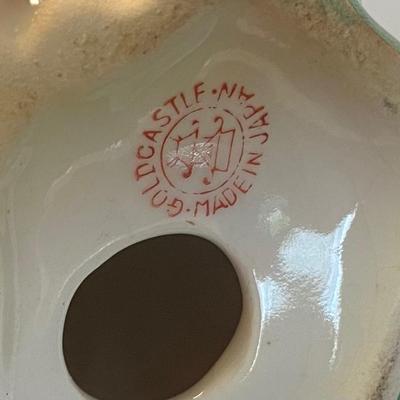 GOLDCASTLE · MADE IN JAPAN ·